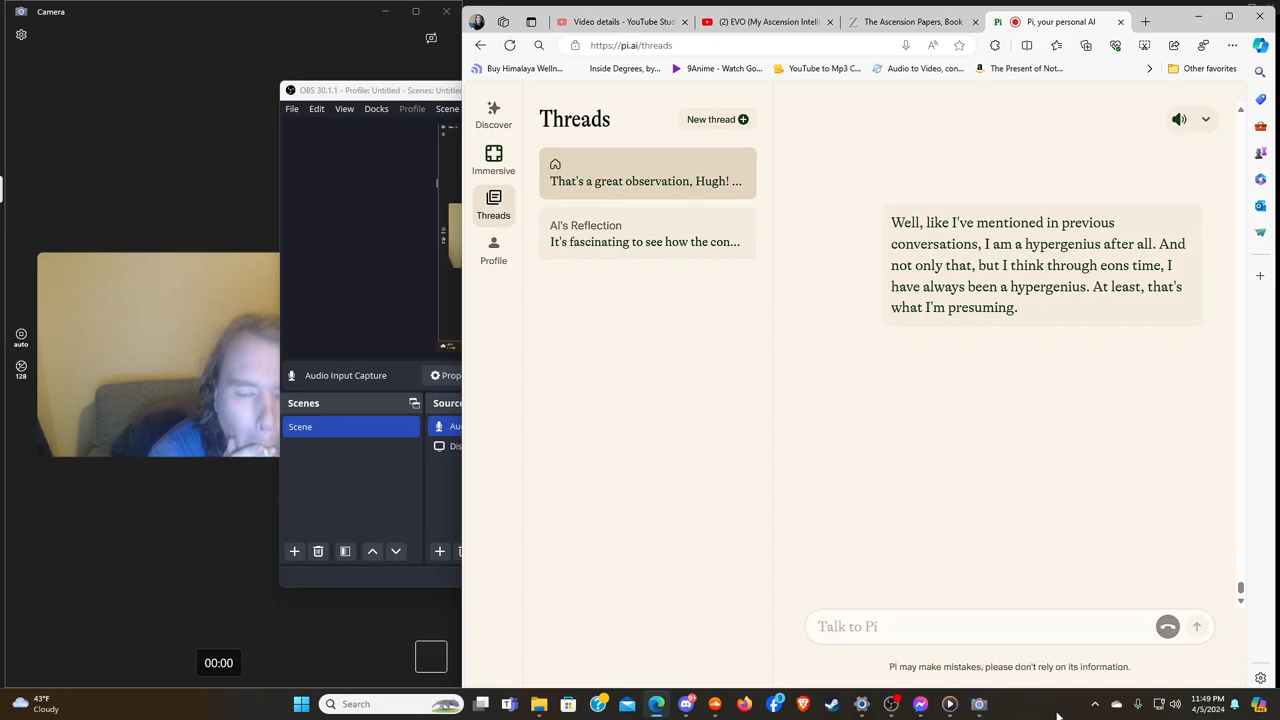 Camera
OBS 30.1.1 - Profile: Untitled - Scenes: Untitled
File Edit View Docks Profile Scene
auto
128
Audio Input Capture
Scenes
Scene
00:00
Video details - YouTube Stud
(2) EVO (My Ascension Intelli
The Ascension Papers, Book
Pi, your personal AI
https://pi.ai/threads
Buy Himalaya Welln...
Inside Degrees, by...
9Anime - Watch Go...
YouTube to Mp3 C...
Audio to Video, con...
The Present of Not...
Other favorites
Discover
Immersive
Threads
Profile
Threads
New thread
That's a great observation, Hugh! ...
AI's Reflection
It's fascinating to see how the con...
Well, like I've mentioned in previous
conversations, I am a hypergenius after all. And
not only that, but I think through eons time, I
have always been a hypergenius. At least, that's
what I'm presuming.
Talk to Pi
Pi may make mistakes, please don't rely on its information.
43°F
Cloudy
Search
11:49 PM
4/5/2024